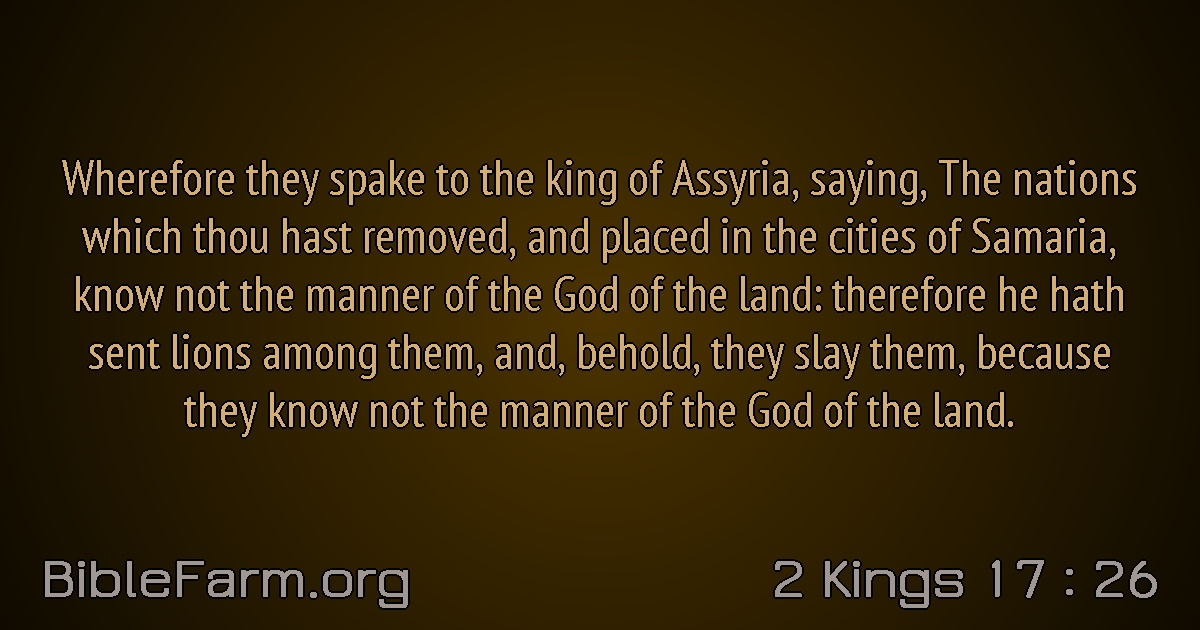 Wherefore they spake to the king of Assyria, saying, The nations
which thou hast removed, and placed in the cities of Samaria,
know not the manner of the God of the land: therefore he hath
sent lions among them, and, behold, they slay them, because
they know not the manner of the God of the land.
BibleFarm.org
2 Kings 17 : 26